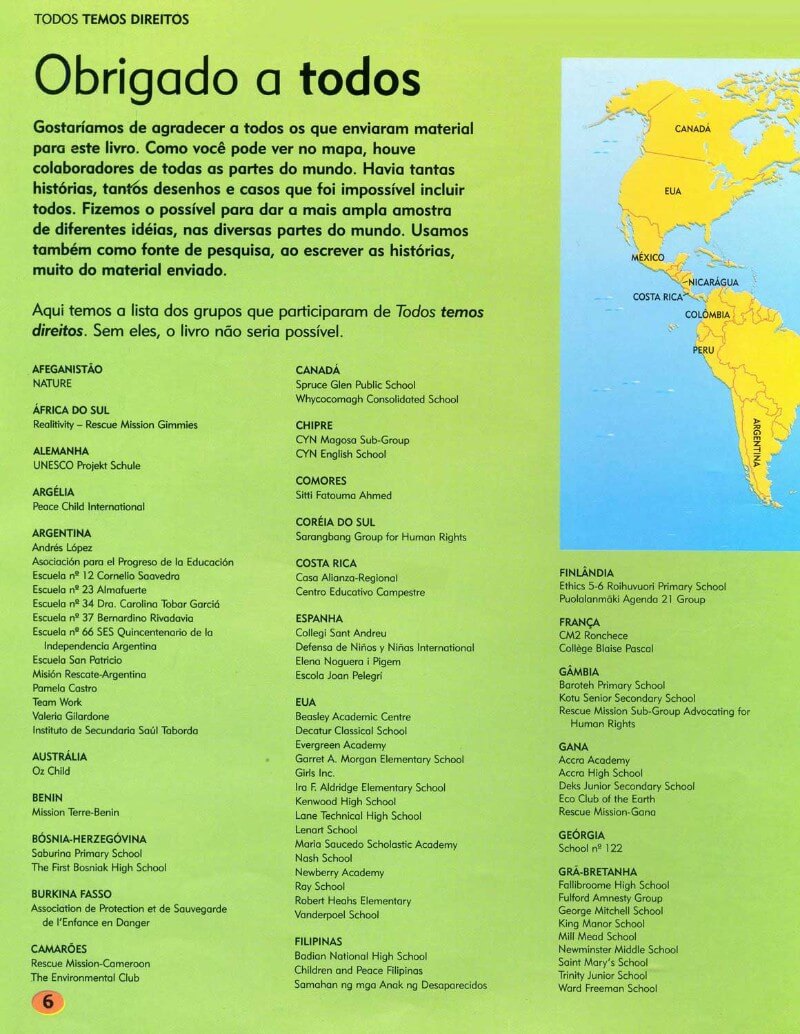 TODOS TEMOS DIREITOS
Obrigado a todos
Gostaríamos de agradecer a todos os que enviaram material
para este livro. Como você pode ver no mapa, houve
colaboradores de todas as partes do mundo. Havia tantas
histórias, tantós desenhos e casos que foi impossível incluir
todos. Fizemos o possível para dar a mais ampla amostra
de diferentes idéias, nas diversas partes do mundo. Usamos
também como fonte de pesquisa, ao escrever as histórias,
muito do material enviado.
Aqui temos a lista dos grupos que participaram de Todos temos
direitos. Sem eles, o livro não seria possível.
AFEGANISTÃO
NATURE
ÁFRICA DO SUL
Realitivity – Rescue Mission Gimmies
ALEMANHA
UNESCO Projekt Schule
ARGÉLIA
Peace Child International
ARGENTINA
Andrés López
Asociación para el Progreso de la Educación
Escuela nº 12 Cornelio Saavedra
Escuela nº 23 Almafuerte
Escuela nº 34 Dra. Carolina Tobar Garciá
Escuela nº 37 Bernardino Rivadavia
Escuela nº 66 SES Quincentenario de la
Independencia Argentina
Escuela San Patricio
Misión Rescate-Argentina
Pamela Castro
Team Work
Valeria Gilardone
Instituto de Secundaria Saúl Taborda
AUSTRÁLIA
Oz Child
BENIN
Mission Terre-Benin
BÓSNIA-HERZEGÓVINA
Saburina Primary School
The First Bosniak High School
BURKINA FASSO
Association de Protection et de Sauvegarde
de l'Enfance en Danger
CAMARÕES
Rescue Mission-Cameroon
The Environmental Club
CANADÁ
Spruce Glen Public School
Whycocomagh Consolidated School
CHIPRE
CYN Magosa Sub-Group
CYN English School
COMORES
Sitti Fatouma Ahmed
CORÉIA DO SUL
Sarangbang Group for Human Rights
COSTA RICA
Casa Alianza-Regional
Centro Educativo Campestre
ESPANHA
Collegi Sant Andreu
Defensa de Niños y Niñas International
Elena Noguera i Pigem
Escola Joan Pelegrí
EUA
Beasley Academic Centre
Decatur Classical School
Evergreen Academy
Garret A. Morgan Elementary School
Girls Inc.
Ira F. Aldridge Elementary School
Kenwood High School
Lane Technical High School
Lenart School
Maria Saucedo Scholastic Academy
Nash School
Newberry Academy
Ray School
Robert Heahs Elementary
Vanderpoel School
FILIPINAS
Badian National High School
Children and Peace Filipinas
Samahan ng mga Anak ng Desaparecidos
CANADÁ
EUA
MÉXICO
NICARÁGUA
COSTA RICA
COLÔMBIA
PERU
ARGENTINA
FINLÂNDIA
Ethics 5-6 Roihuvuori Primary School
Puolalanmäki Agenda 21 Group
FRANÇA
CM2 Ronchece
Collège Blaise Pascal
GÂMBIA
Baroteh Primary School
Kotu Senior Secondary School
Rescue Mission Sub-Group Advocating for
Human Rights
GANA
Accra Academy
Accra High School
Deks Junior Secondary School
Eco Club of the Earth
Rescue Mission-Gana
GEÓRGIA
School nº 122
GRÃ-BRETANHA
Fallibroome High School
Fulford Amnesty Group
George Mitchell School
King Manor School
Mill Mead School
Newminster Middle School
Saint Mary's School
Trinity Junior School
Ward Freeman School
6